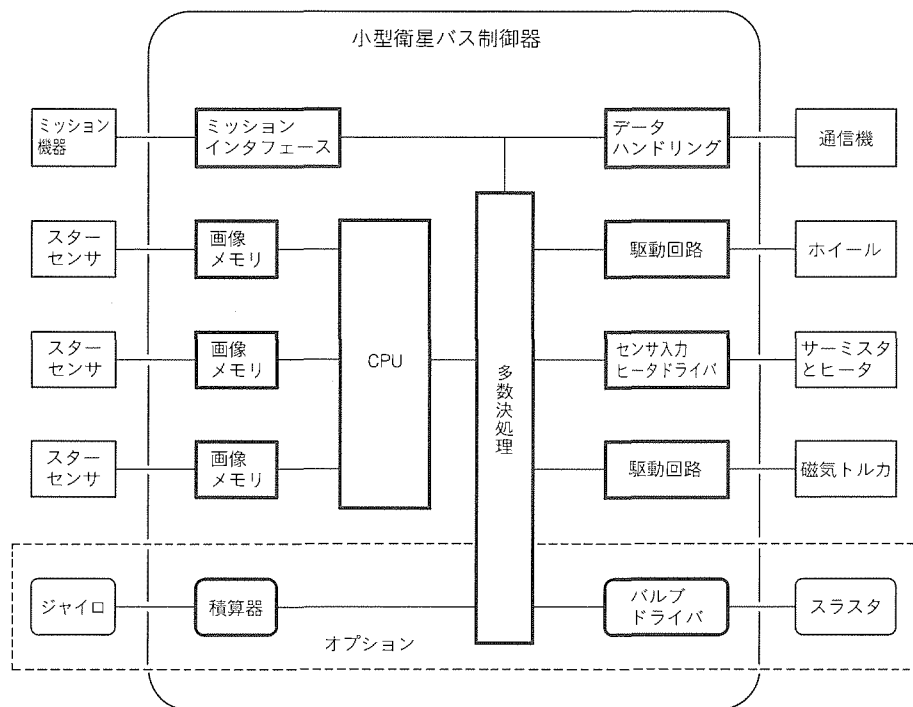 小型衛星バス制御器
ミッション
機器
ミッション
インタフェース
データ
ハンドリング
通信機
スター
センサ
画像
メモリ
駆動回路
ホイール
スター
センサ
画像
メモリ
CPU
多数決処理
センサ入力
ヒータドライバ
サーミスタ
とヒータ
スター
センサ
画像
メモリ
駆動回路
磁気トルカ
ジャイロ
積算器
オプション
バルブ
ドライバ
スラスタ